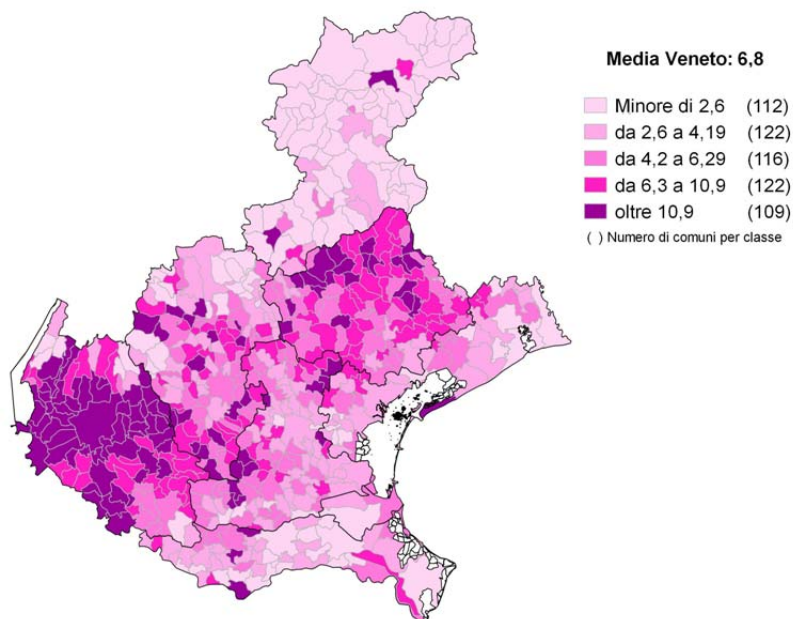 Media Veneto: 6,8
Minore di 2,6 (112)
da 2,6 a 4,19 (122)
da 4,2 a 6,29 (116)
da 6,3 a 10,9 (122)
oltre 10,9 (109)
( ) Numero di comuni per classe